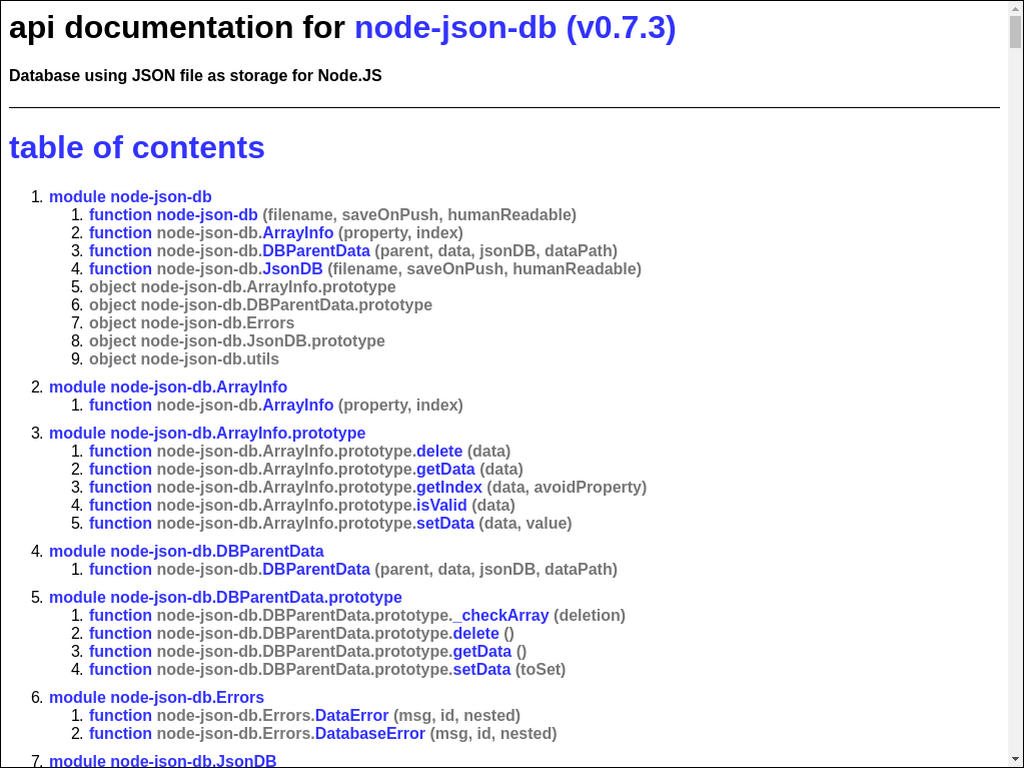 api documentation for node-json-db (v0.7.3)
Database using JSON file as storage for Node.JS
table of contents
1. module node-json-db
1. function node-json-db (filename, saveOnPush, humanReadable)
2. function node-json-db.ArrayInfo (property, index)
3. function node-json-db.DBParentData (parent, data, jsonDB, dataPath)
4. function node-json-db.JsonDB (filename, saveOnPush, humanReadable)
5. object node-json-db.ArrayInfo.prototype
6. object node-json-db.DBParentData.prototype
7. object node-json-db.Errors
8. object node-json-db.JsonDB.prototype
9. object node-json-db.utils
2. module node-json-db.ArrayInfo
1. function node-json-db.ArrayInfo (property, index)
3. module node-json-db.ArrayInfo.prototype
1. function node-json-db.ArrayInfo.prototype.delete (data)
2. function node-json-db.ArrayInfo.prototype.getData (data)
3. function node-json-db.ArrayInfo.prototype.getIndex (data, avoidProperty)
4. function node-json-db.ArrayInfo.prototype.isValid (data)
5. function node-json-db.ArrayInfo.prototype.setData (data, value)
4. module node-json-db.DBParentData
1. function node-json-db.DBParentData (parent, data, jsonDB, dataPath)
5. module node-json-db.DBParentData.prototype
1. function node-json-db.DBParentData.prototype._checkArray (deletion)
2. function node-json-db.DBParentData.prototype.delete ()
3. function node-json-db.DBParentData.prototype.getData ()
4. function node-json-db.DBParentData.prototype.setData (toSet)
6. module node-json-db.Errors
1. function node-json-db.Errors.DataError (msg, id, nested)
2. function node-json-db.Errors.DatabaseError (msg, id, nested)
7. module node-json-db.JsonDB